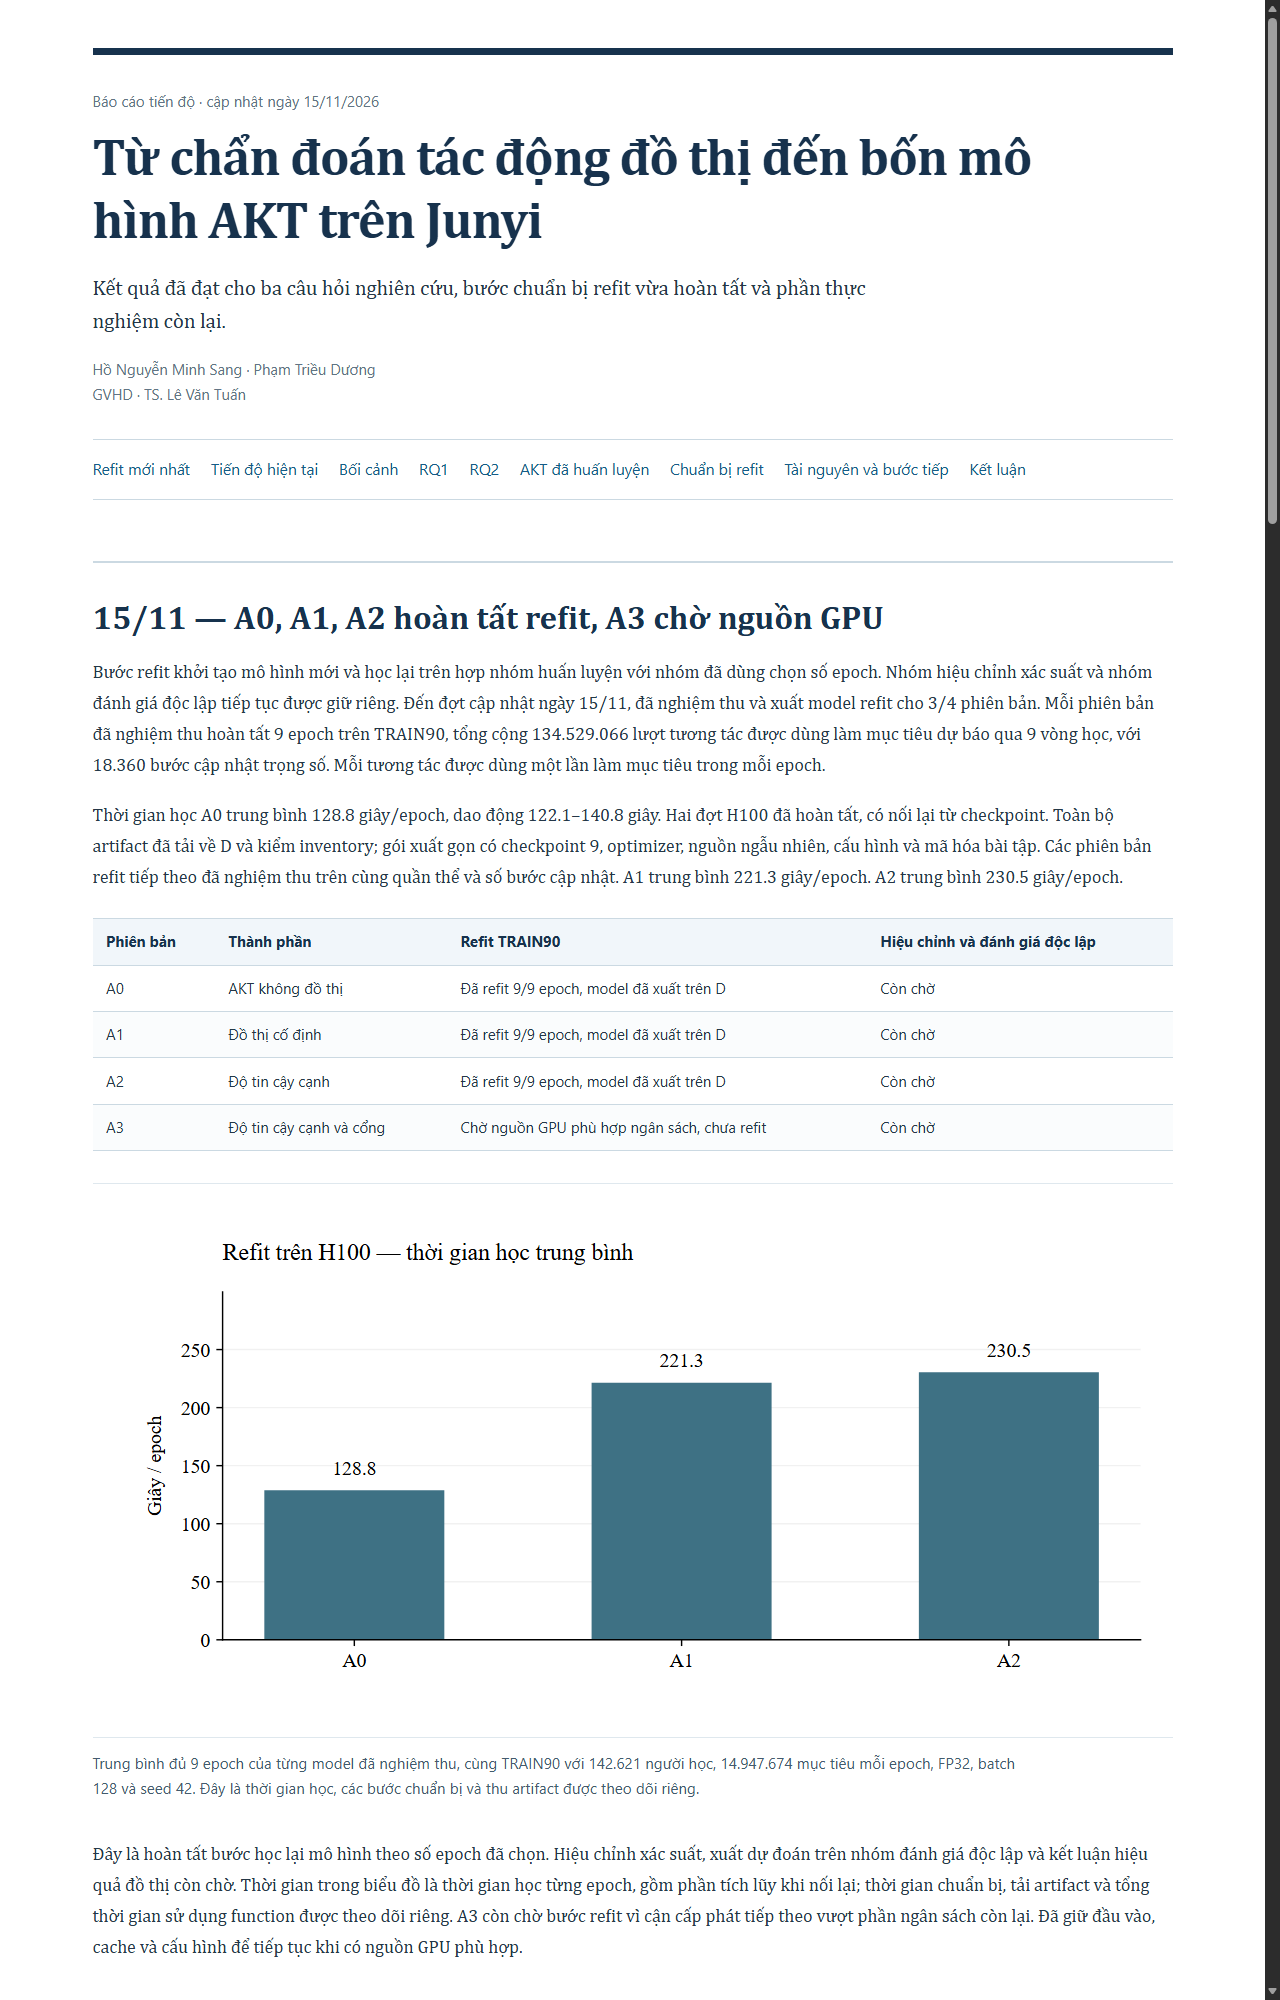 Báo cáo tiến độ · cập nhật ngày 15/11/2026
Từ chẩn đoán tác động đồ thị đến bốn mô
hình AKT trên Junyi
Kết quả đã đạt cho ba câu hỏi nghiên cứu, bước chuẩn bị refit vừa hoàn tất và phần thực
nghiệm còn lại.
Hồ Nguyễn Minh Sang · Phạm Triều Dương
GVHD · TS. Lê Văn Tuấn
Refit mới nhất Tiến độ hiện tại Bối cảnh RQ1 RQ2 AKT đã huấn luyện Chuẩn bị refit Tài nguyên và bước tiếp Kết luận
15/11 — A0, A1, A2 hoàn tất refit, A3 chờ nguồn GPU
Bước refit khởi tạo mô hình mới và học lại trên hợp nhóm huấn luyện với nhóm đã dùng chọn số epoch. Nhóm hiệu chỉnh xác suất và nhóm
đánh giá độc lập tiếp tục được giữ riêng. Đến đợt cập nhật ngày 15/11, đã nghiệm thu và xuất model refit cho 3/4 phiên bản. Mỗi phiên bản
đã nghiệm thu hoàn tất 9 epoch trên TRAIN90, tổng cộng 134.529.066 lượt tương tác được dùng làm mục tiêu dự báo qua 9 vòng học, với
18.360 bước cập nhật trọng số. Mỗi tương tác được dùng một lần làm mục tiêu trong mỗi epoch.
Thời gian học A0 trung bình 128.8 giây/epoch, dao động 122.1–140.8 giây. Hai đợt H100 đã hoàn tất, có nối lại từ checkpoint. Toàn bộ
artifact đã tải về D và kiểm inventory; gói xuất gọn có checkpoint 9, optimizer, nguồn ngẫu nhiên, cấu hình và mã hóa bài tập. Các phiên bản
refit tiếp theo đã nghiệm thu trên cùng quần thể và số bước cập nhật. A1 trung bình 221.3 giây/epoch. A2 trung bình 230.5 giây/epoch.
Phiên bản Thành phần Refit TRAIN90 Hiệu chỉnh và đánh giá độc lập
A0 AKT không đồ thị Đã refit 9/9 epoch, model đã xuất trên D Còn chờ
A1 Đồ thị cố định Đã refit 9/9 epoch, model đã xuất trên D Còn chờ
A2 Độ tin cậy cạnh Đã refit 9/9 epoch, model đã xuất trên D Còn chờ
A3 Độ tin cậy cạnh và cổng Chờ nguồn GPU phù hợp ngân sách, chưa refit Còn chờ
Refit trên H100 — thời gian học trung bình
250
200
150
100
50
0
Giây / epoch
128.8
221.3
230.5
A0
A1
A2
Trung bình đủ 9 epoch của từng model đã nghiệm thu, cùng TRAIN90 với 142.621 người học, 14.947.674 mục tiêu mỗi epoch, FP32, batch
128 và seed 42. Đây là thời gian học, các bước chuẩn bị và thu artifact được theo dõi riêng.
Đây là hoàn tất bước học lại mô hình theo số epoch đã chọn. Hiệu chỉnh xác suất, xuất dự đoán trên nhóm đánh giá độc lập và kết luận hiệu
quả đồ thị còn chờ. Thời gian trong biểu đồ là thời gian học từng epoch, gồm phần tích lũy khi nối lại; thời gian chuẩn bị, tải artifact và tổng
thời gian sử dụng function được theo dõi riêng. A3 còn chờ bước refit vì cận cấp phát tiếp theo vượt phần ngân sách còn lại. Đã giữ đầu vào,
cache và cấu hình để tiếp tục khi có nguồn GPU phù hợp.